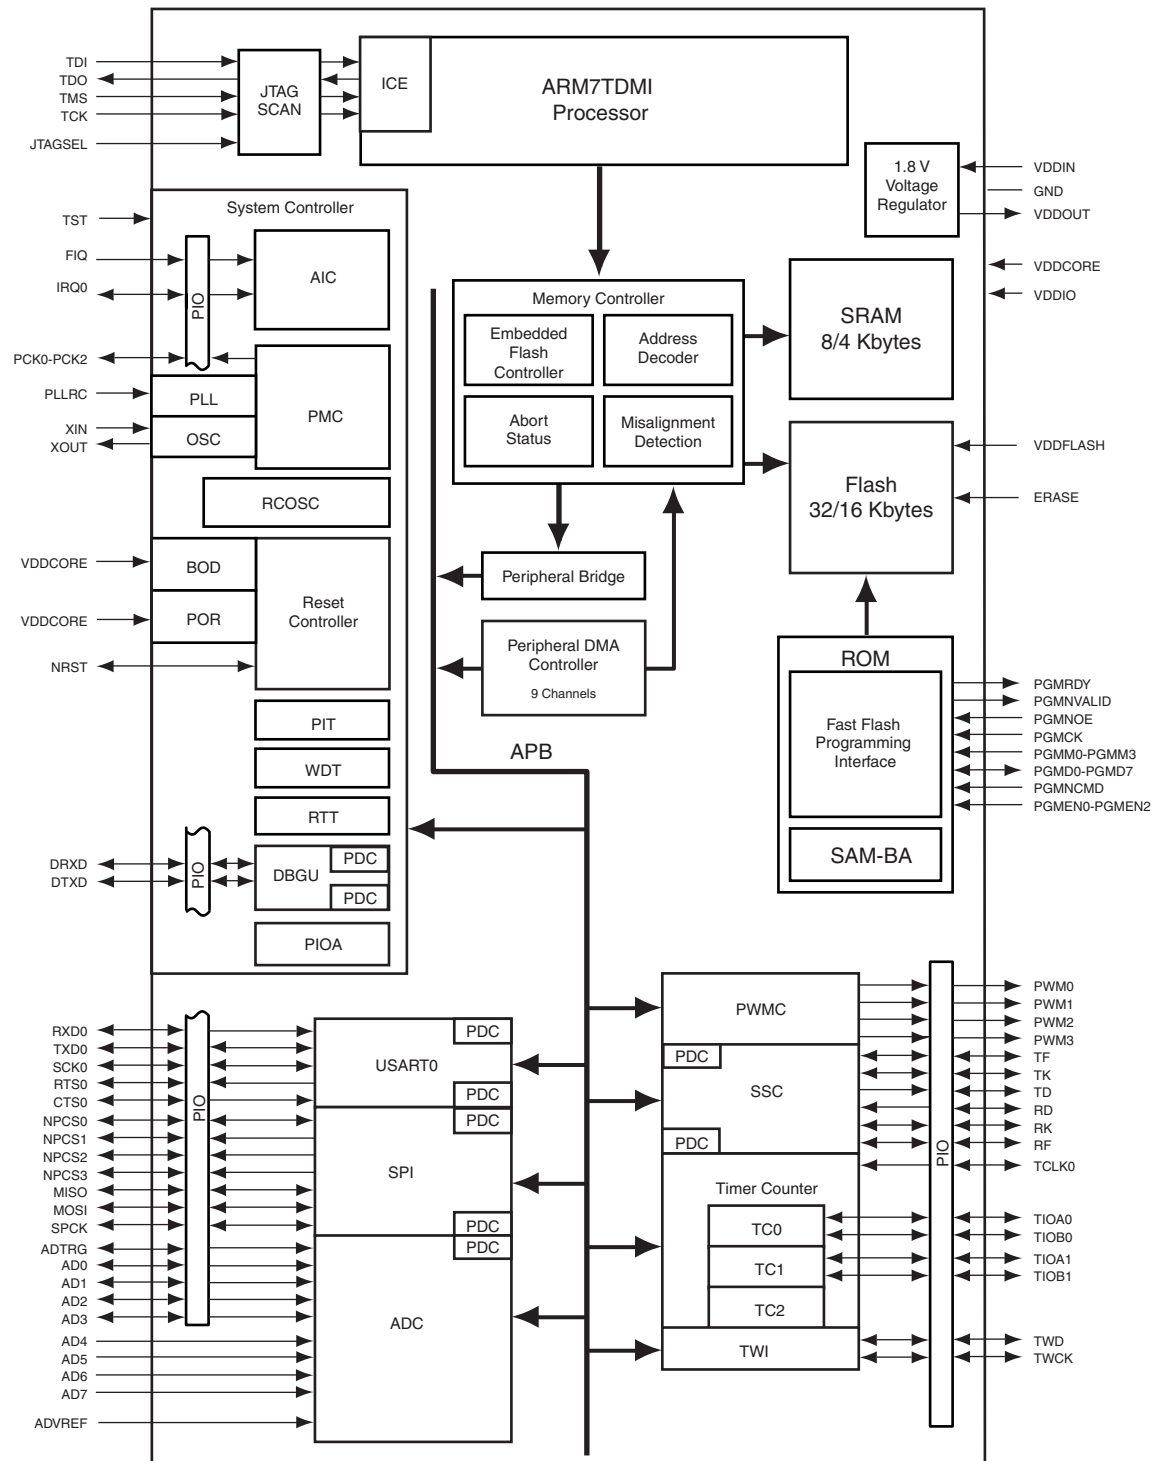 TDI
TDO
TMS
TCK
JTAGSEL
JTAG
SCAN
ICE
ARM7TDMI
Processor
1.8 V
Voltage
Regulator
VDDIN
GND
VDDOUT
VDDCORE
VDDIO
System Controller
TST
FIQ
IRQ0
PIO
AIC
PCK0-PCK2
PLLRC
XIN
XOUT
PLL
OSC
PMC
RCOSC
VDDCORE
VDDCORE
NRST
BOD
POR
Reset
Controller
PIT
WDT
RTT
DRXD
DTXD
PIO
DBGU
PDC
PDC
PIOA
Memory Controller
Embedded
Flash
Controller
Address
Decoder
Abort
Status
Misalignment
Detection
SRAM
8/4 Kbytes
Flash
32/16 Kbytes
VDDFLASH
ERASE
Peripheral Bridge
Peripheral DMA
Controller
9 Channels
APB
ROM
Fast Flash
Programming
Interface
SAM-BA
PGMRDY
PGMNVALID
PGMNOE
PGMCK
PGMM0-PGMM3
PGMD0-PGMD7
PGMNCMD
PGMEN0-PGMEN2
RXD0
TXD0
SCK0
RTS0
CTS0
NPCS0
NPCS1
NPCS2
NPCS3
MISO
MOSI
SPCK
ADTRG
AD0
AD1
AD2
AD3
AD4
AD5
AD6
AD7
ADVREF
PIO
PDC
USART0
PDC
PDC
SPI
PDC
PDC
ADC
PWMC
PDC
SSC
PDC
Timer Counter
TC0
TC1
TC2
TWI
PIO
PWM0
PWM1
PWM2
PWM3
TF
TK
TD
RD
RK
RF
TCLK0
TIOA0
TIOB0
TIOA1
TIOB1
TWD
TWCK